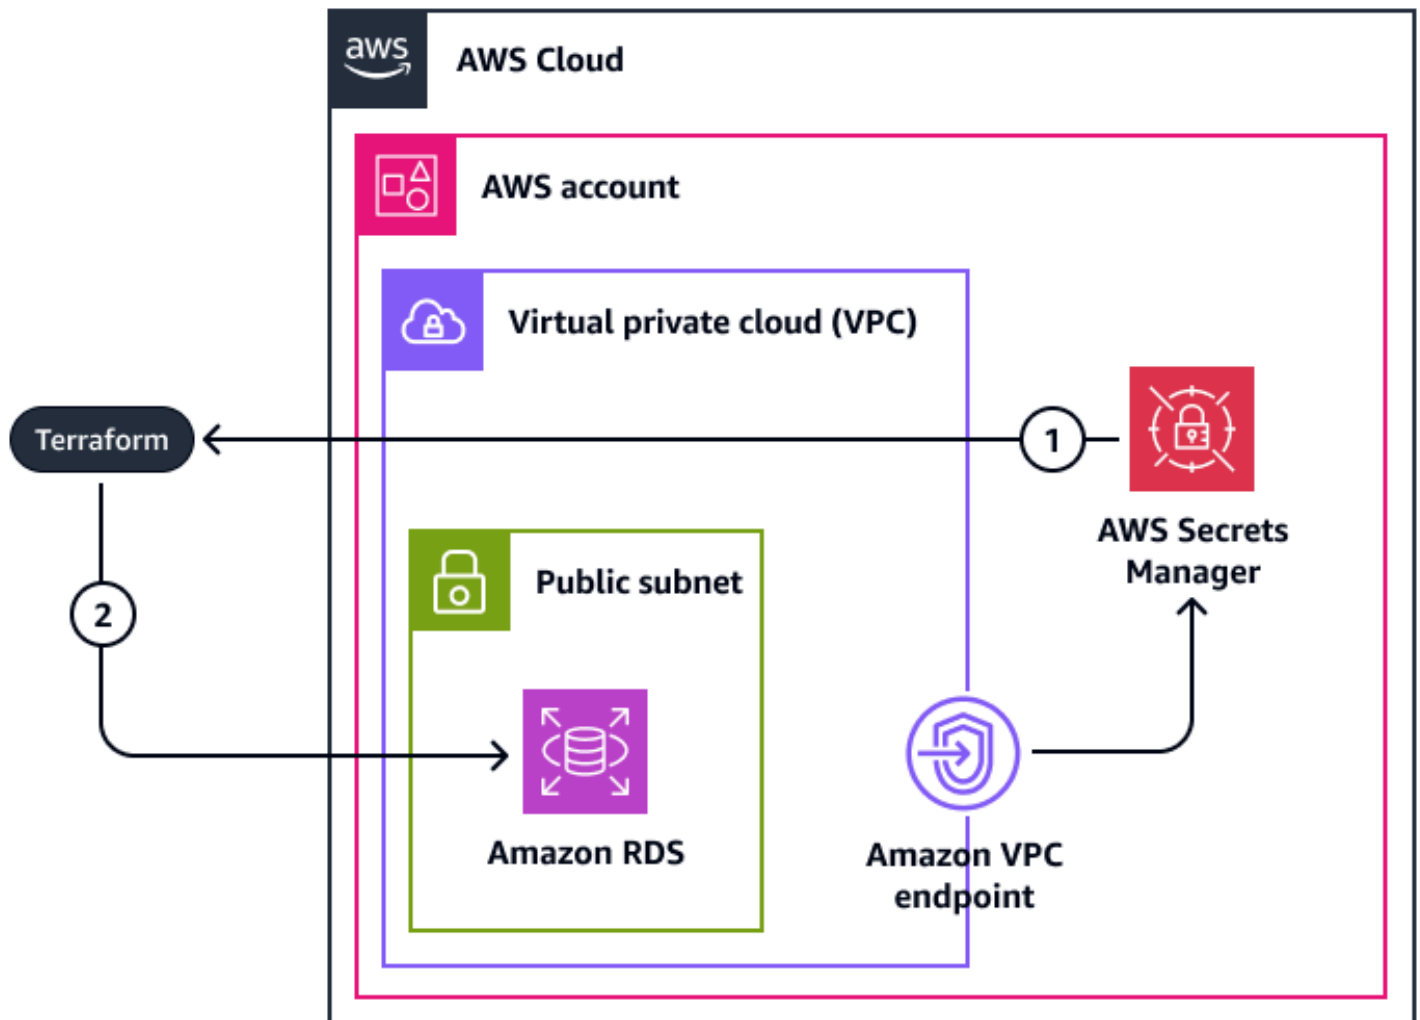 aws
AWS Cloud
AWS account
Virtual private cloud (VPC)
Terraform
1
AWS Secrets
Manager
2
Public subnet
Amazon RDS
Amazon VPC
endpoint